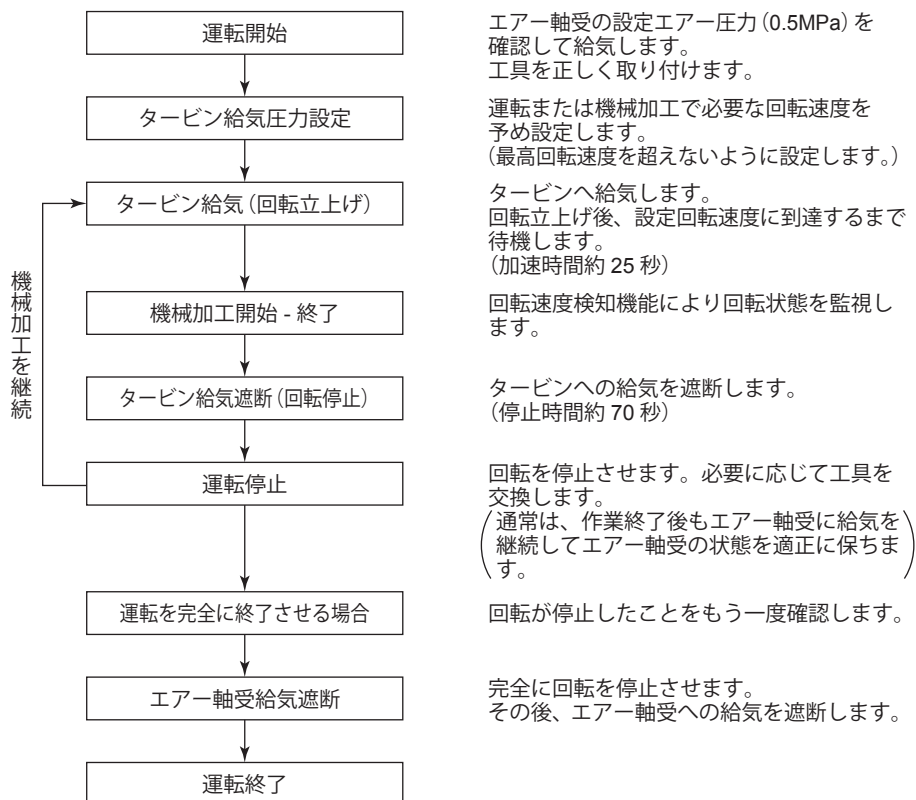 運転開始
エアー軸受の設定エアー圧力（0.5MPa）を
確認して給気します。
工具を正しく取り付けます。
タービン給気圧力設定
運転または機械加工で必要な回転速度を
予め設定します。
（最高回転速度を超えないように設定します。）
タービン給気（回転立上げ）
タービンへ給気します。
回転立上げ後、設定回転速度に到達するまで
待機します。
（加速時間約 25 秒）
機械加工を継続
機械加工開始 - 終了
回転速度検知機能により回転状態を監視し
ます。
タービン給気遮断（回転停止）
タービンへの給気を遮断します。
（停止時間約 70 秒）
運転停止
回転を停止させます。必要に応じて工具を
交換します。
（通常は、作業終了後もエアー軸受に給気を
継続してエアー軸受の状態を適正に保ちま
す。）
運転を完全に終了させる場合
回転が停止したことをもう一度確認します。
エアー軸受給気遮断
完全に回転を停止させます。
その後、エアー軸受への給気を遮断します。
運転終了